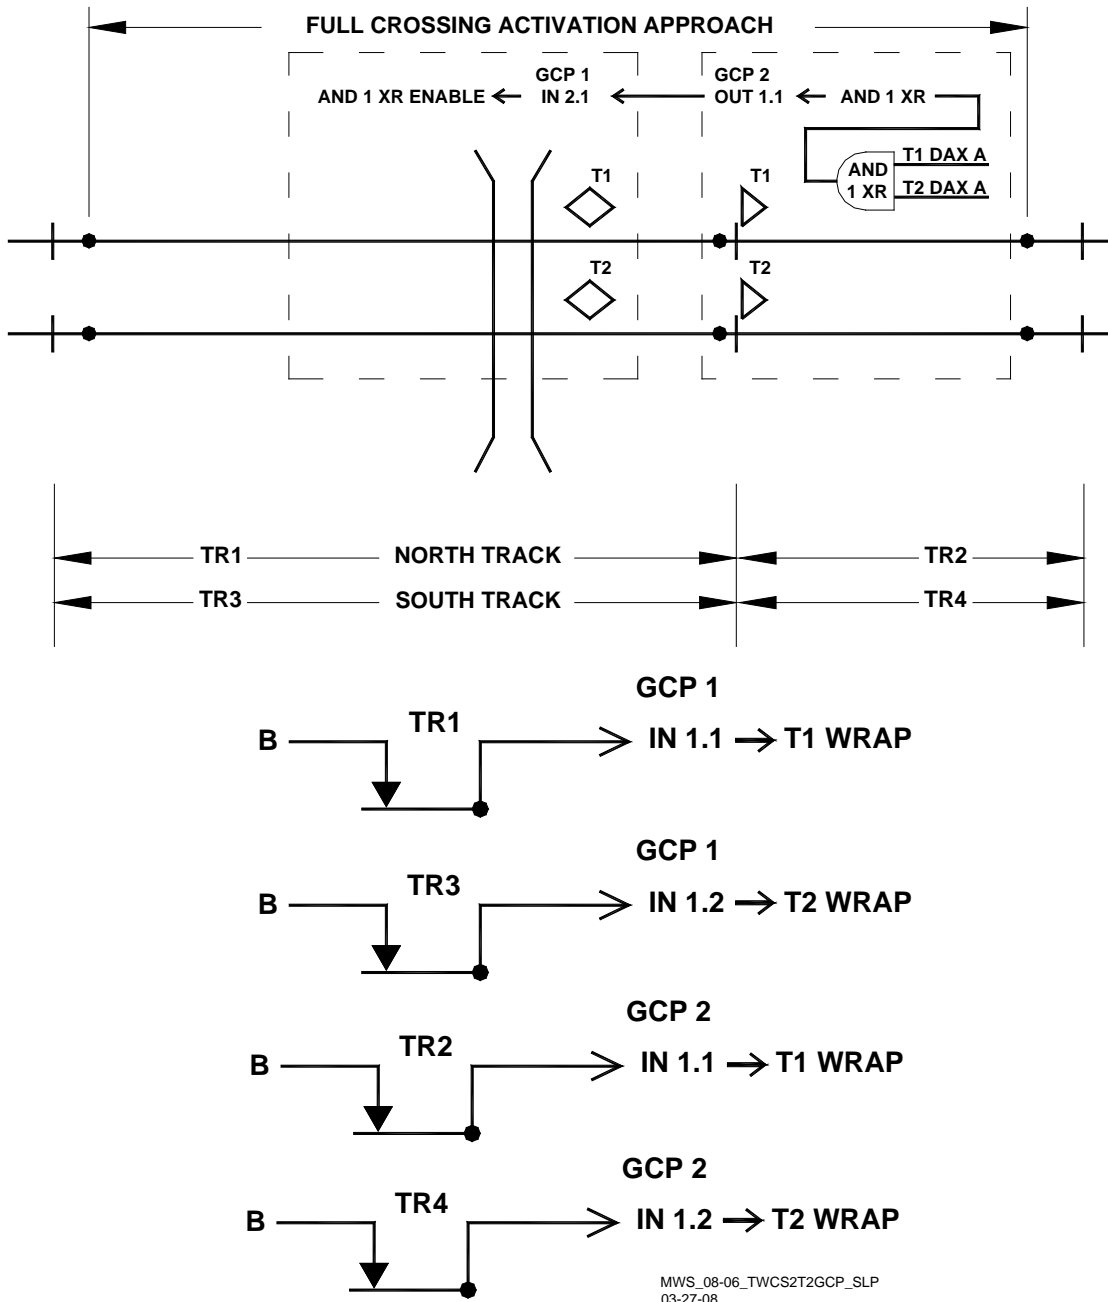 FULL CROSSING ACTIVATION APPROACH
GCP 1
GCP 2
AND 1 XR ENABLE
IN 2.1
OUT 1.1
AND 1 XR
AND
1 XR
T1 DAX A
T2 DAX A
T1
T1
T2
T2
TR1
NORTH TRACK
TR2
TR3
SOUTH TRACK
TR4
GCP 1
B
TR1
IN 1.1
T1 WRAP
GCP 1
B
TR3
IN 1.2
T2 WRAP
GCP 2
B
TR2
IN 1.1
T1 WRAP
GCP 2
B
TR4
IN 1.2
T2 WRAP
MWS_08-06_TWCS2T2GCP_SLP
03-27-08